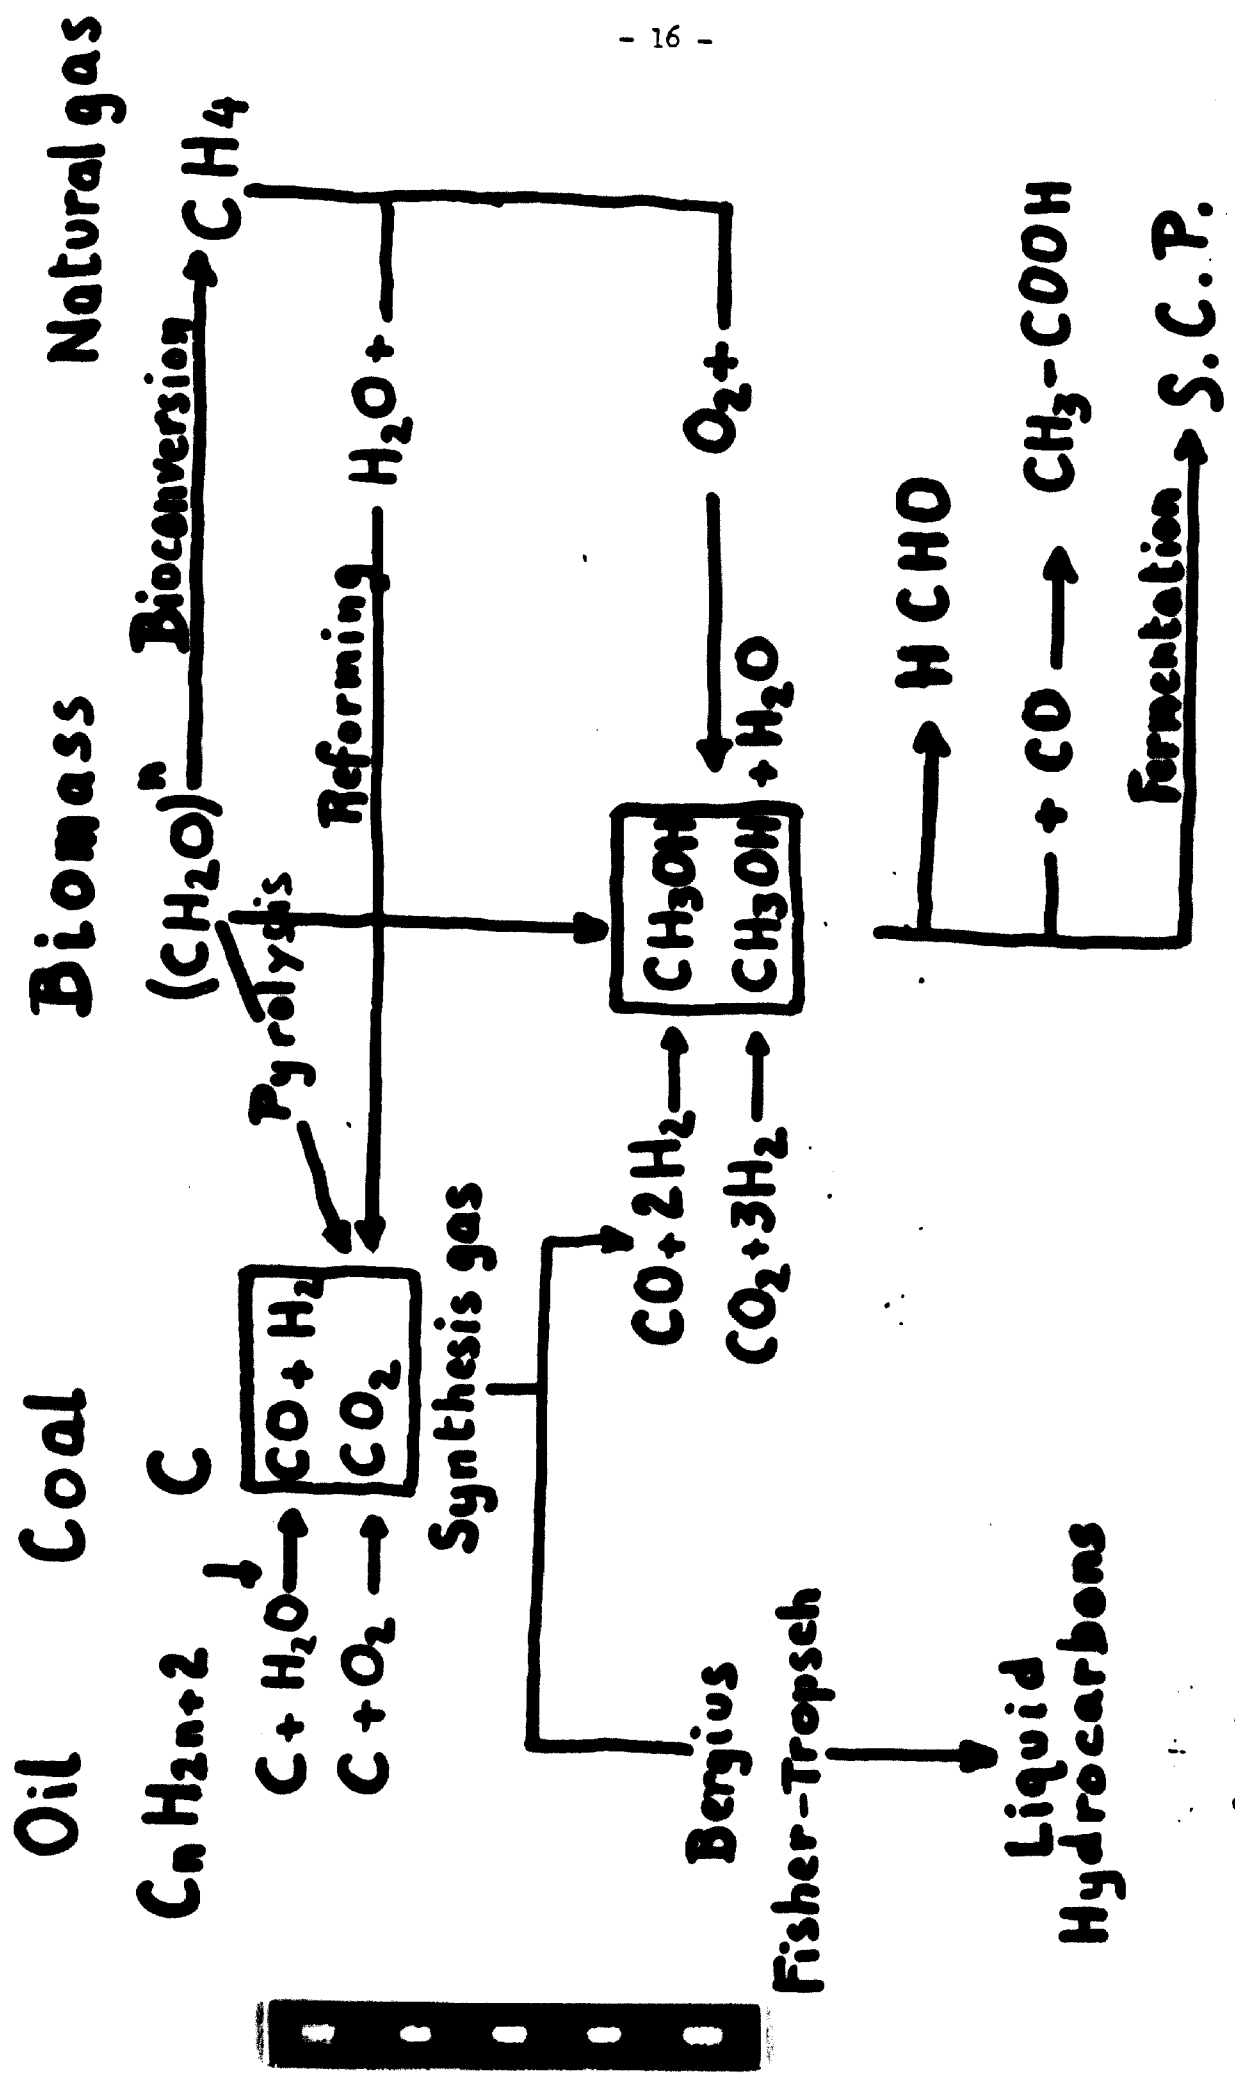 - 16 -
Oil Coal Biomass Natural gas
CnH2n+2 C (CH2O)n Bioconversion CH4
Pyrolysis
C + H2O CO + H2
C + O2 CO2
Reforming H2O +
Synthesis gas
CO + 2H2 CH3OH
CO2 + 3H2 CH3OH + H2O
O2 +
Bergius
Fisher-Tropsch
HCHO
+ CO CH3-COOH
Liquid
Hydrocarbons
Formentation S.C.P.